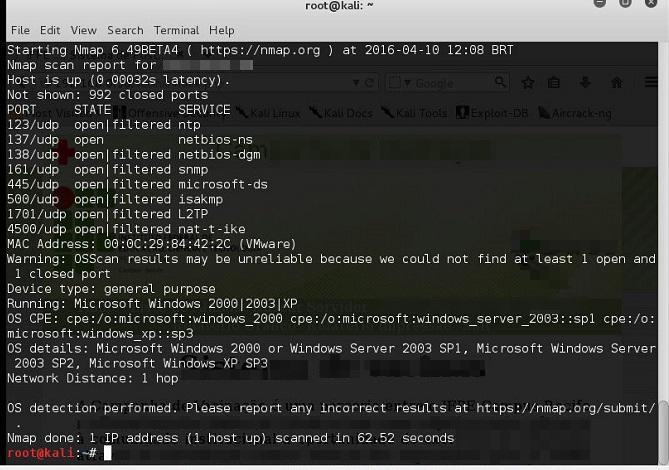 root@kali: ~
File Edit View Search Terminal Help
Starting Nmap 6.49BETA4 ( https://nmap.org ) at 2016-04-10 12:08 BRT
Nmap scan report for
Host is up (0.00032s latency).
Not shown: 992 closed ports
PORT STATE SERVICE
123/udp open|filtered ntp
137/udp open netbios-ns
138/udp open|filtered netbios-dgm
161/udp open|filtered snmp
445/udp open|filtered microsoft-ds
500/udp open|filtered isakmp
1701/udp open|filtered L2TP
4500/udp open|filtered nat-t-ike
MAC Address: 00:0C:29:84:42:2C (VMware)
Warning: OSScan results may be unreliable because we could not find at least 1 open and
1 closed port
Device type: general purpose
Running: Microsoft Windows 2000|2003|XP
OS CPE: cpe:/o:microsoft:windows_2000 cpe:/o:microsoft:windows_server_2003::sp1 cpe:/o:
microsoft:windows_xp::sp3
OS details: Microsoft Windows 2000 or Windows Server 2003 SP1, Microsoft Windows Server
2003 SP2, Microsoft Windows XP SP3
Network Distance: 1 hop
OS detection performed. Please report any incorrect results at https://nmap.org/submit/
.
Nmap done: 1 IP address (1 host up) scanned in 62.52 seconds
root@kali:~#
Google
Kali Linux Kali Docs Kali Tools Exploit-DB Aircrack-ng